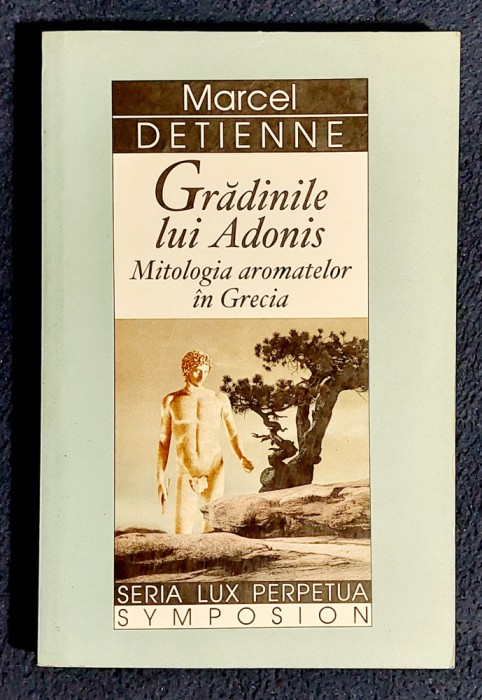 Marcel
DETIENNE
Grădinile
lui Adonis
Mitologia aromatelor
în Grecia
SERIA LUX PERPETUA
SYMPOSION